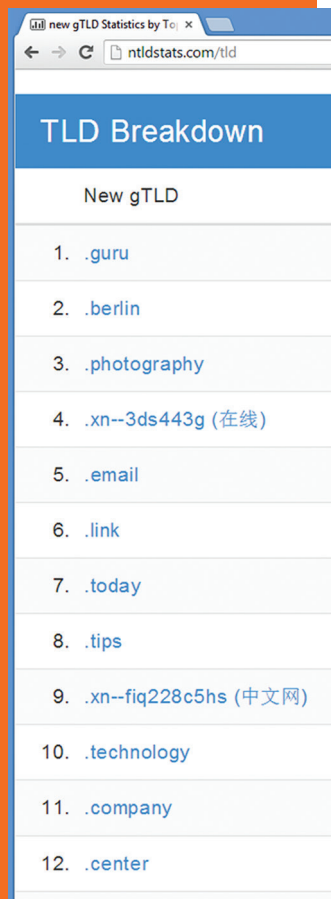 new gTLD Statistics by To
ntldstats.com/tld
TLD Breakdown
New gTLD
1. .guru
2. .berlin
3. .photography
4. .xn--3ds443g (在线)
5. .email
6. .link
7. .today
8. .tips
9. .xn--fiq228c5hs (中文网)
10. .technology
11. .company
12. .center